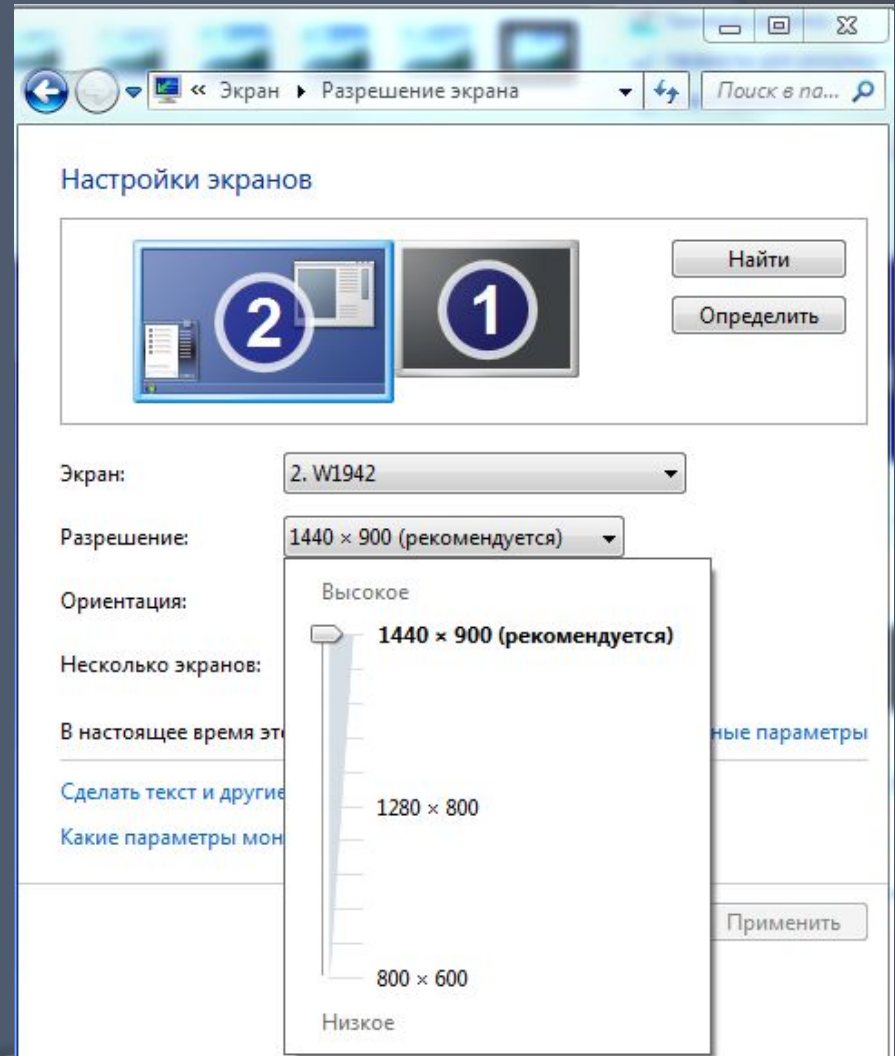 « Экран ▸ Разрешение экрана
Поиск в па...
Настройки экранов
2
1
Найти
Определить
Экран: 2. W1942
Разрешение: 1440 × 900 (рекомендуется)
Высокое
Ориентация:
1440 × 900 (рекомендуется)
Несколько экранов:
В настоящее время эт
ные параметры
Сделать текст и другие
1280 × 800
Какие параметры мон
Применить
800 × 600
Низкое